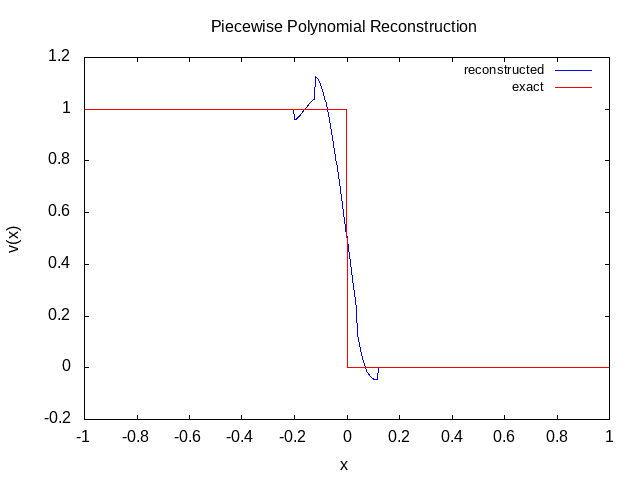 Piecewise Polynomial Reconstruction
reconstructed
exact
1.2
1
0.8
0.6
0.4
0.2
0
-0.2
v(x)
-1 -0.8 -0.6 -0.4 -0.2 0 0.2 0.4 0.6 0.8 1
x